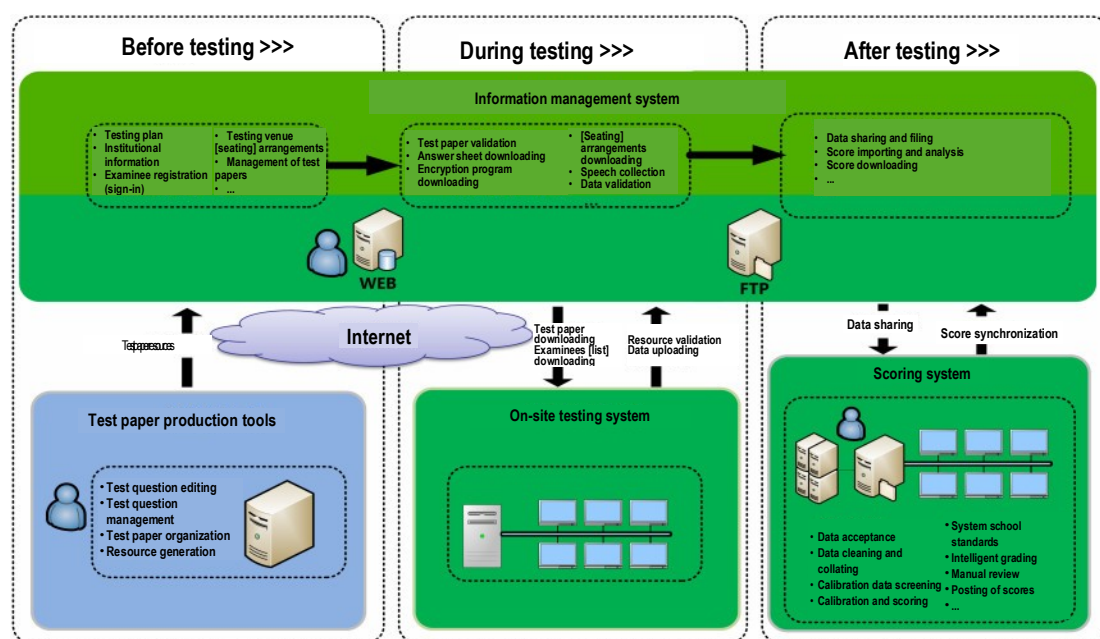 Before testing >>>
During testing >>>
After testing >>>
Information management system
• Testing plan
• Institutional
information
• Examinee registration
(sign-in)
• Testing venue
[seating] arrangements
• Management of test
papers
• ...
• Test paper validation
• Answer sheet downloading
• Encryption program
downloading
• [Seating]
arrangements
downloading
• Speech collection
• Data validation
...
• Data sharing and filing
• Score importing and analysis
• Score downloading
• ...
WEB
FTP
Internet
Test paper
downloading
Examinees [list]
downloading
Resource validation
Data uploading
Data sharing
Score synchronization
Test paper production tools
• Test question editing
• Test question
management
• Test paper organization
• Resource generation
On-site testing system
Scoring system
• Data acceptance
• Data cleaning and
collating
• Calibration data screening
• Calibration and scoring
• System school
standards
• Intelligent grading
• Manual review
• Posting of scores
• ...